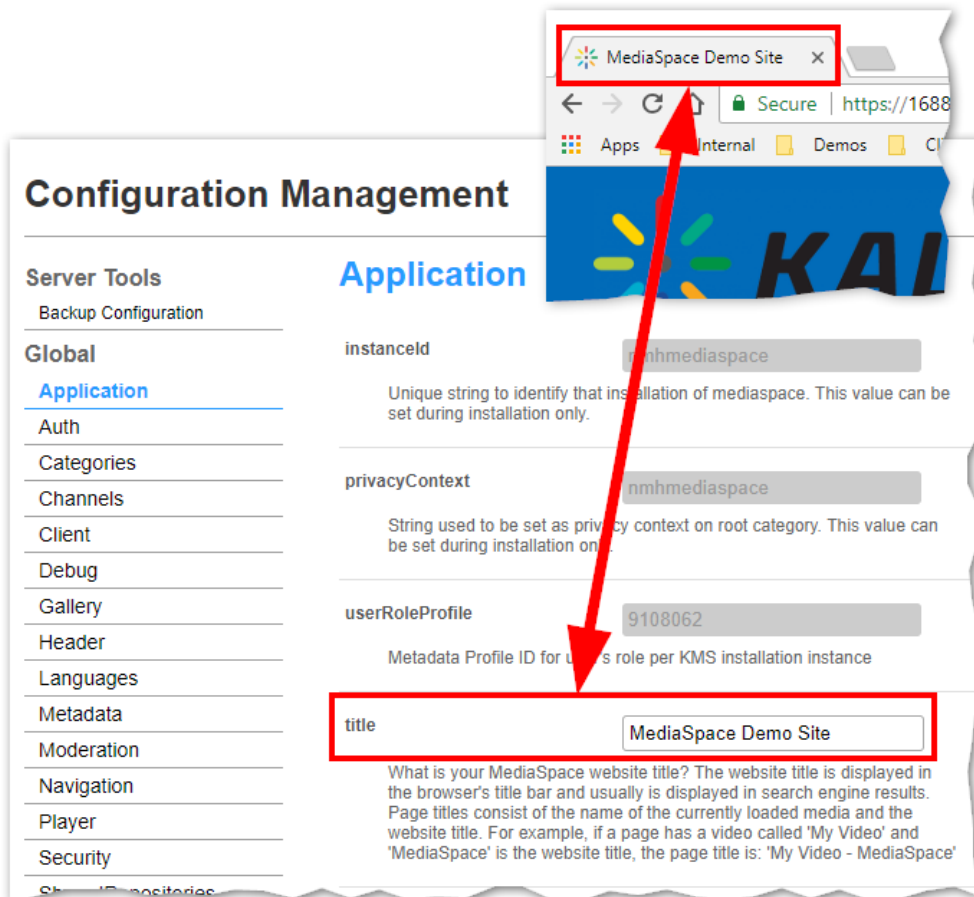 MediaSpace Demo Site
Secure https://1688
Apps Internal Demos
Configuration Management
Server Tools
Backup Configuration
Global
Application
Auth
Categories
Channels
Client
Debug
Gallery
Header
Languages
Metadata
Moderation
Navigation
Player
Security
Application
instanceId
nmhmediaspace
Unique string to identify that installation of mediaspace. This value can be
set during installation only.
privacyContext
nmhmediaspace
String used to be set as privacy context on root category. This value can
be set during installation only.
userRoleProfile
9108062
Metadata Profile ID for user's role per KMS installation instance
title
MediaSpace Demo Site
What is your MediaSpace website title? The website title is displayed in
the browser's title bar and usually is displayed in search engine results.
Page titles consist of the name of the currently loaded media and the
website title. For example, if a page has a video called 'My Video' and
'MediaSpace' is the website title, the page title is: 'My Video - MediaSpace'